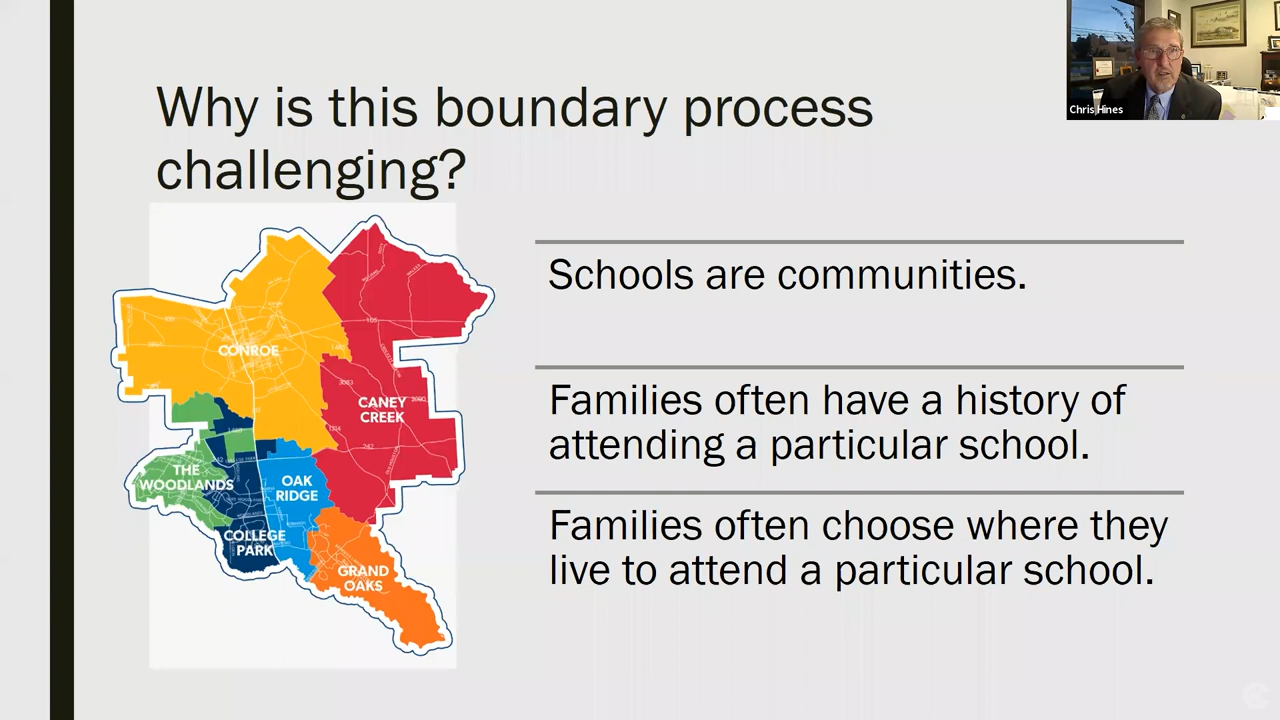 Why is this boundary process
challenging?
Chris Hines
Schools are communities.
Families often have a history of
attending a particular school.
Families often choose where they
live to attend a particular school.
CONROE
CANEY
CREEK
THE
WOODLANDS
OAK
RIDGE
COLLEGE
PARK
GRAND
OAKS
105
242